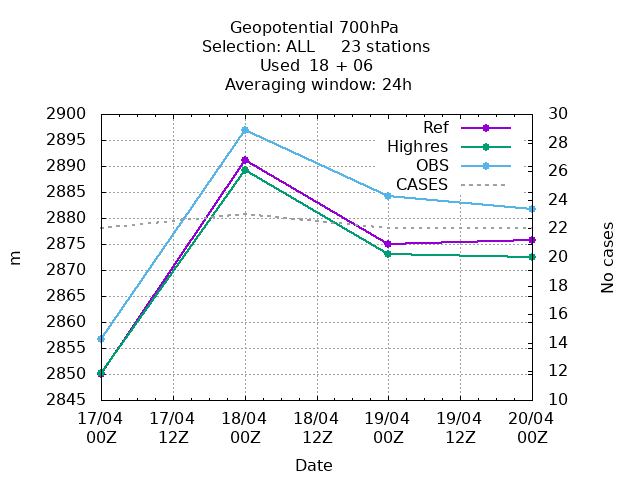 Geopotential 700hPa
Selection: ALL     23 stations
Used  18 + 06
Averaging window: 24h
2900
2895
2890
2885
2880
2875
2870
2865
2860
2855
2850
2845
m
30
28
26
24
22
20
18
16
14
12
10
No cases
Ref
Highres
OBS
CASES
17/04 17/04 18/04 18/04 19/04 19/04 20/04
00Z 12Z 00Z 12Z 00Z 12Z 00Z
Date